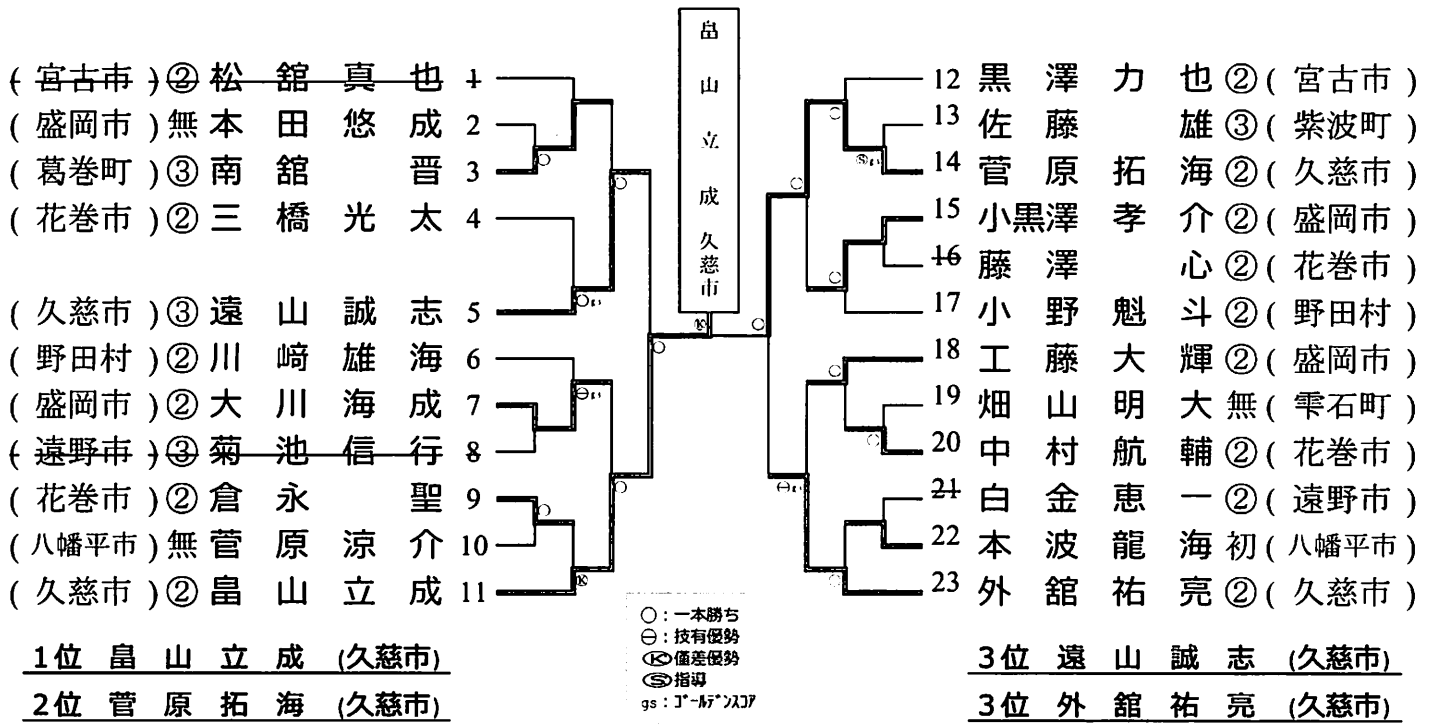 畠山立成 久慈市
(宮古市)②松舘真也 1
(盛岡市)無本田悠成 2
(葛巻町)③南舘晋 3
(花巻市)②三橋光太 4
(久慈市)③遠山誠志 5
(野田村)②川﨑雄海 6
(盛岡市)②大川海成 7
(遠野市)③菊池信行 8
(花巻市)②倉永聖 9
(八幡平市)無菅原涼介 10
(久慈市)②畠山立成 11
12 黒澤力也②(宮古市)
13 佐藤雄③(紫波町)
14 菅原拓海②(久慈市)
15 小黒澤孝介②(盛岡市)
16 藤澤心②(花巻市)
17 小野魁斗②(野田村)
18 工藤大輝②(盛岡市)
19 畑山明大無(雫石町)
20 中村航輔②(花巻市)
21 白金恵一②(遠野市)
22 本波龍海初(八幡平市)
23 外舘祐亮②(久慈市)
○:一本勝ち
⊖:技有優勢
Ⓚ僅差優勢
Ⓢ指導
gs:ゴールデンスコア
1位 畠山立成 (久慈市)
2位 菅原拓海 (久慈市)
3位 遠山誠志 (久慈市)
3位 外舘祐亮 (久慈市)